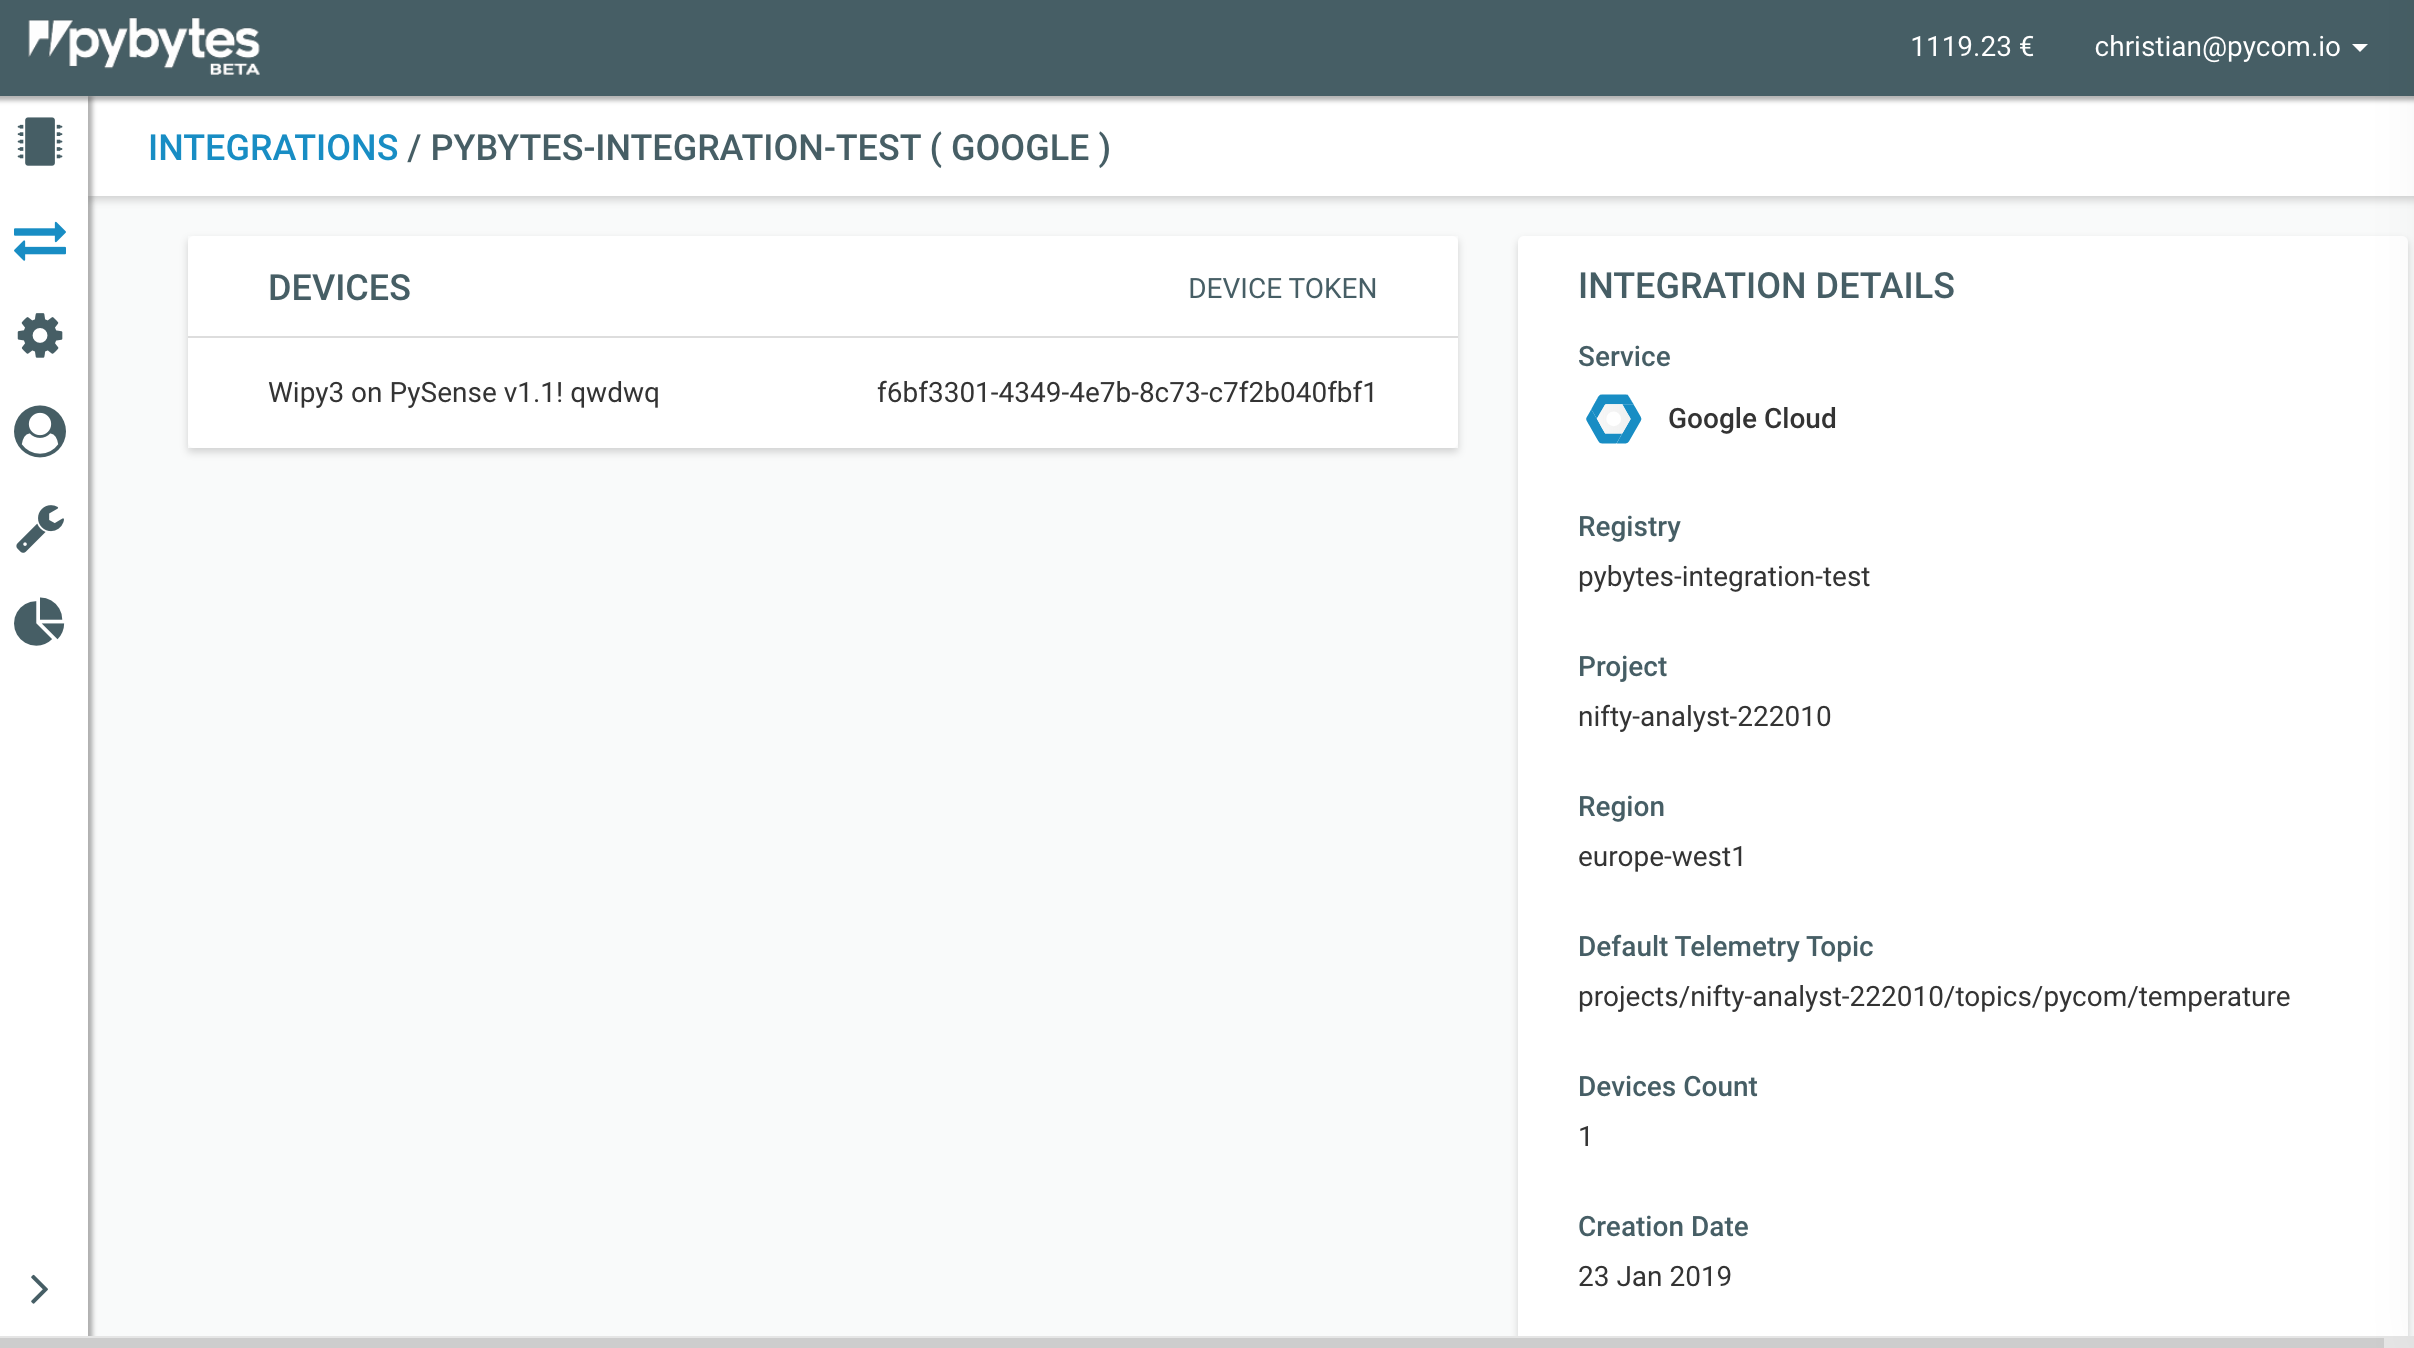 pybytes
BETA
1119.23 €
christian@pycom.io
INTEGRATIONS / PYBYTES-INTEGRATION-TEST ( GOOGLE )
DEVICES
DEVICE TOKEN
Wipy3 on PySense v1.1! qwdwq
f6bf3301-4349-4e7b-8c73-c7f2b040fbf1
INTEGRATION DETAILS
Service
Google Cloud
Registry
pybytes-integration-test
Project
nifty-analyst-222010
Region
europe-west1
Default Telemetry Topic
projects/nifty-analyst-222010/topics/pycom/temperature
Devices Count
1
Creation Date
23 Jan 2019